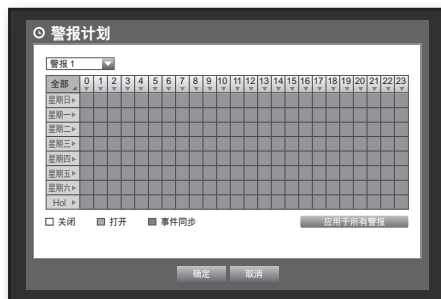 警报计划
警报 1
全部 0 1 2 3 4 5 6 7 8 9 10 11 12 13 14 15 16 17 18 19 20 21 22 23
星期日
星期一
星期二
星期三
星期四
星期五
星期六
Hol
关闭 打开 事件同步 应用于所有警报
确定 取消